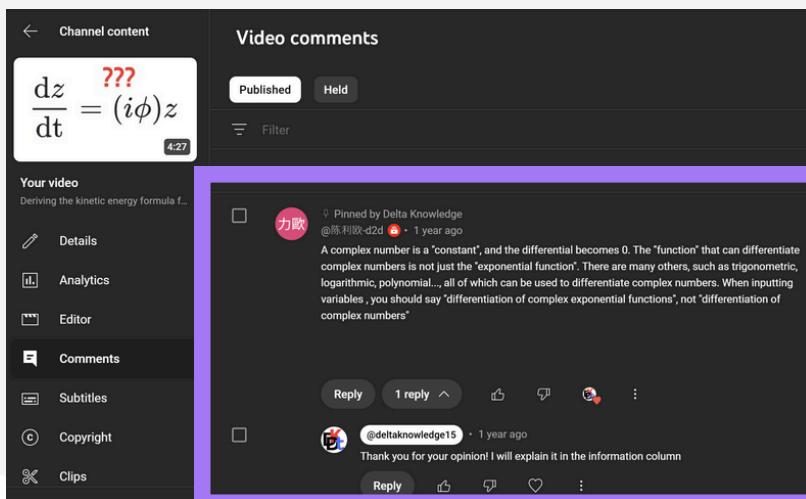 Channel content
Video comments
???
dz
dt
= (iϕ)z
4:27
Published
Held
Filter
Your video
Deriving the kinetic energy formula f...
Details
Analytics
Editor
Comments
Subtitles
Copyright
Clips
力歐
Pinned by Delta Knowledge
@陈利欧-d2d • 1 year ago
A complex number is a "constant", and the differential becomes 0. The "function" that can differentiate
complex numbers is not just the "exponential function". There are many others, such as trigonometric,
logarithmic, polynomial..., all of which can be used to differentiate complex numbers. When inputting
variables , you should say "differentiation of complex exponential functions", not "differentiation of
complex numbers"
Reply
1 reply
@deltaknowledge15 • 1 year ago
Thank you for your opinion! I will explain it in the information column
Reply